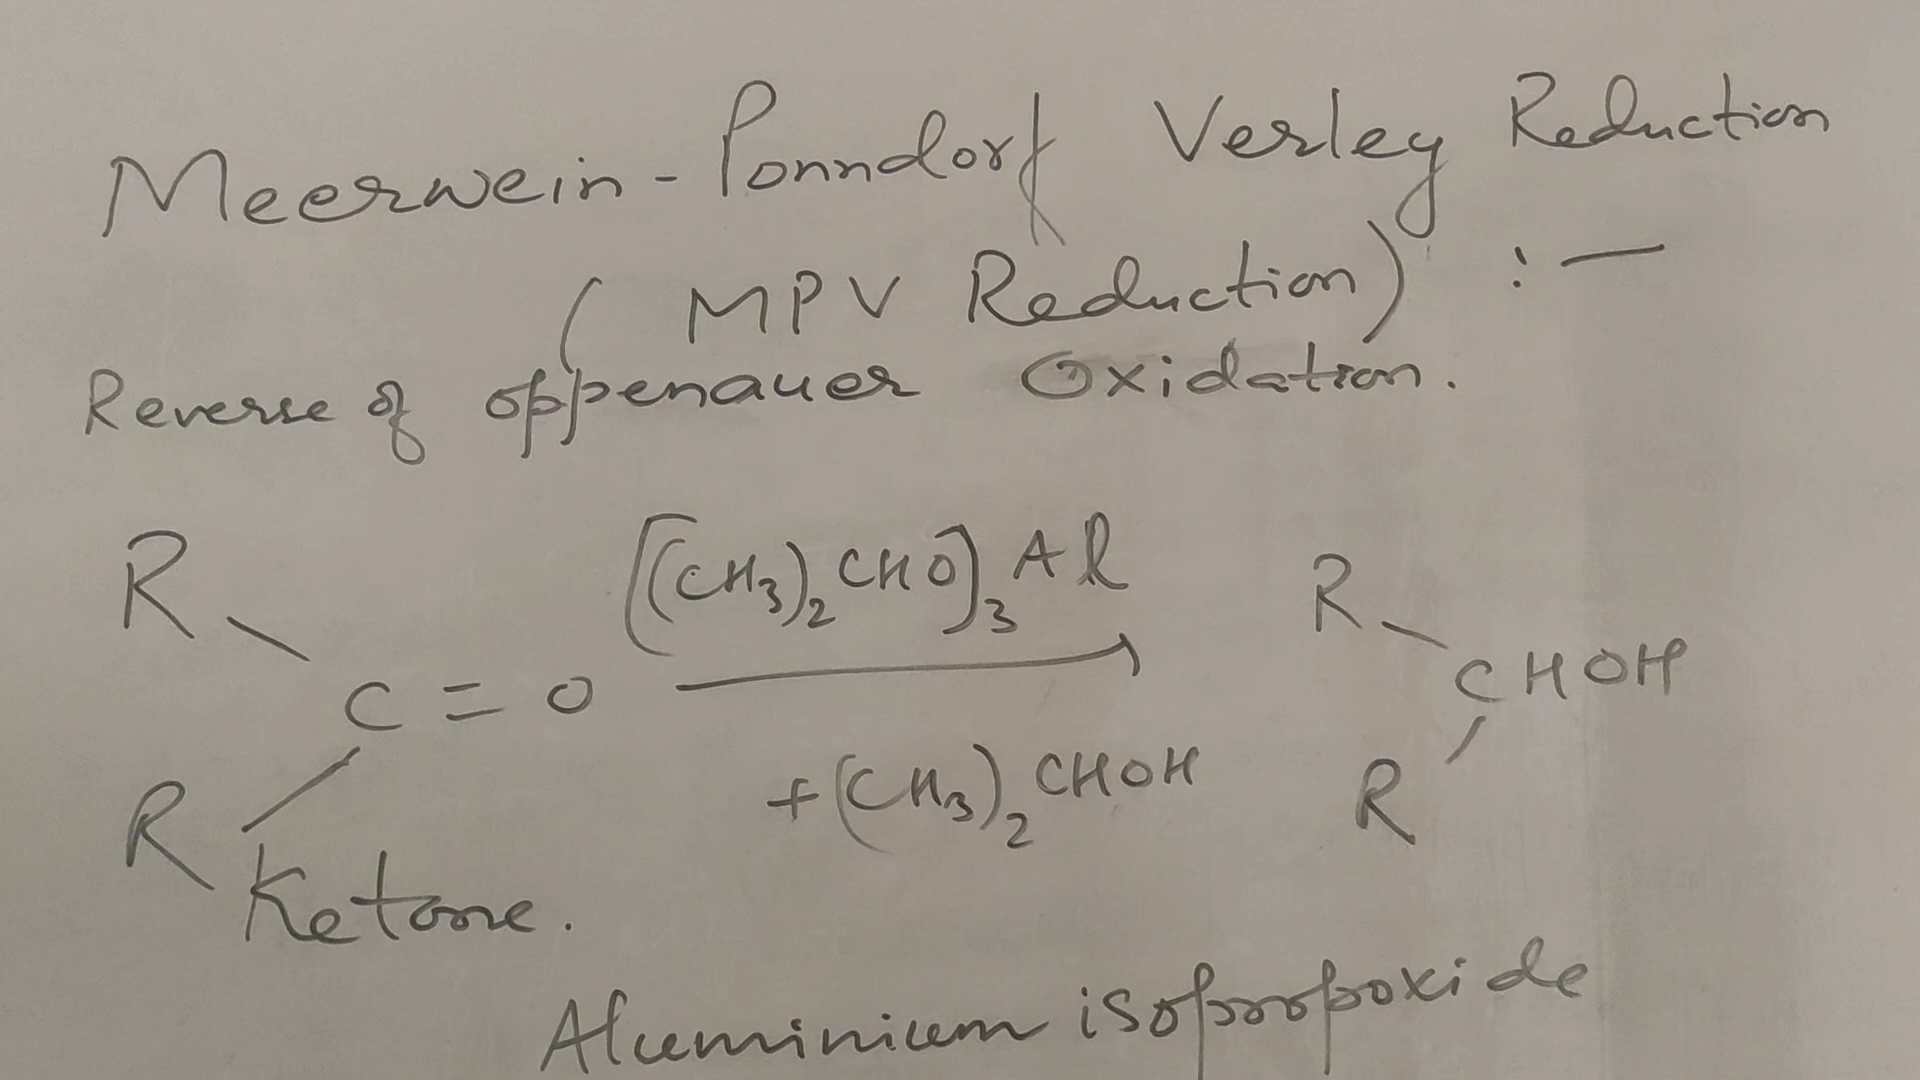 Meerwein-Ponndorf Verley Reduction
(MPV Reduction) :—
Reverse of oppenauer Oxidation.
R
[(CH₃)₂CHO]₃Al
R
C=O
CHOH
+(CH₃)₂CHOH
R
R
Ketone.
Aluminium isopropoxide